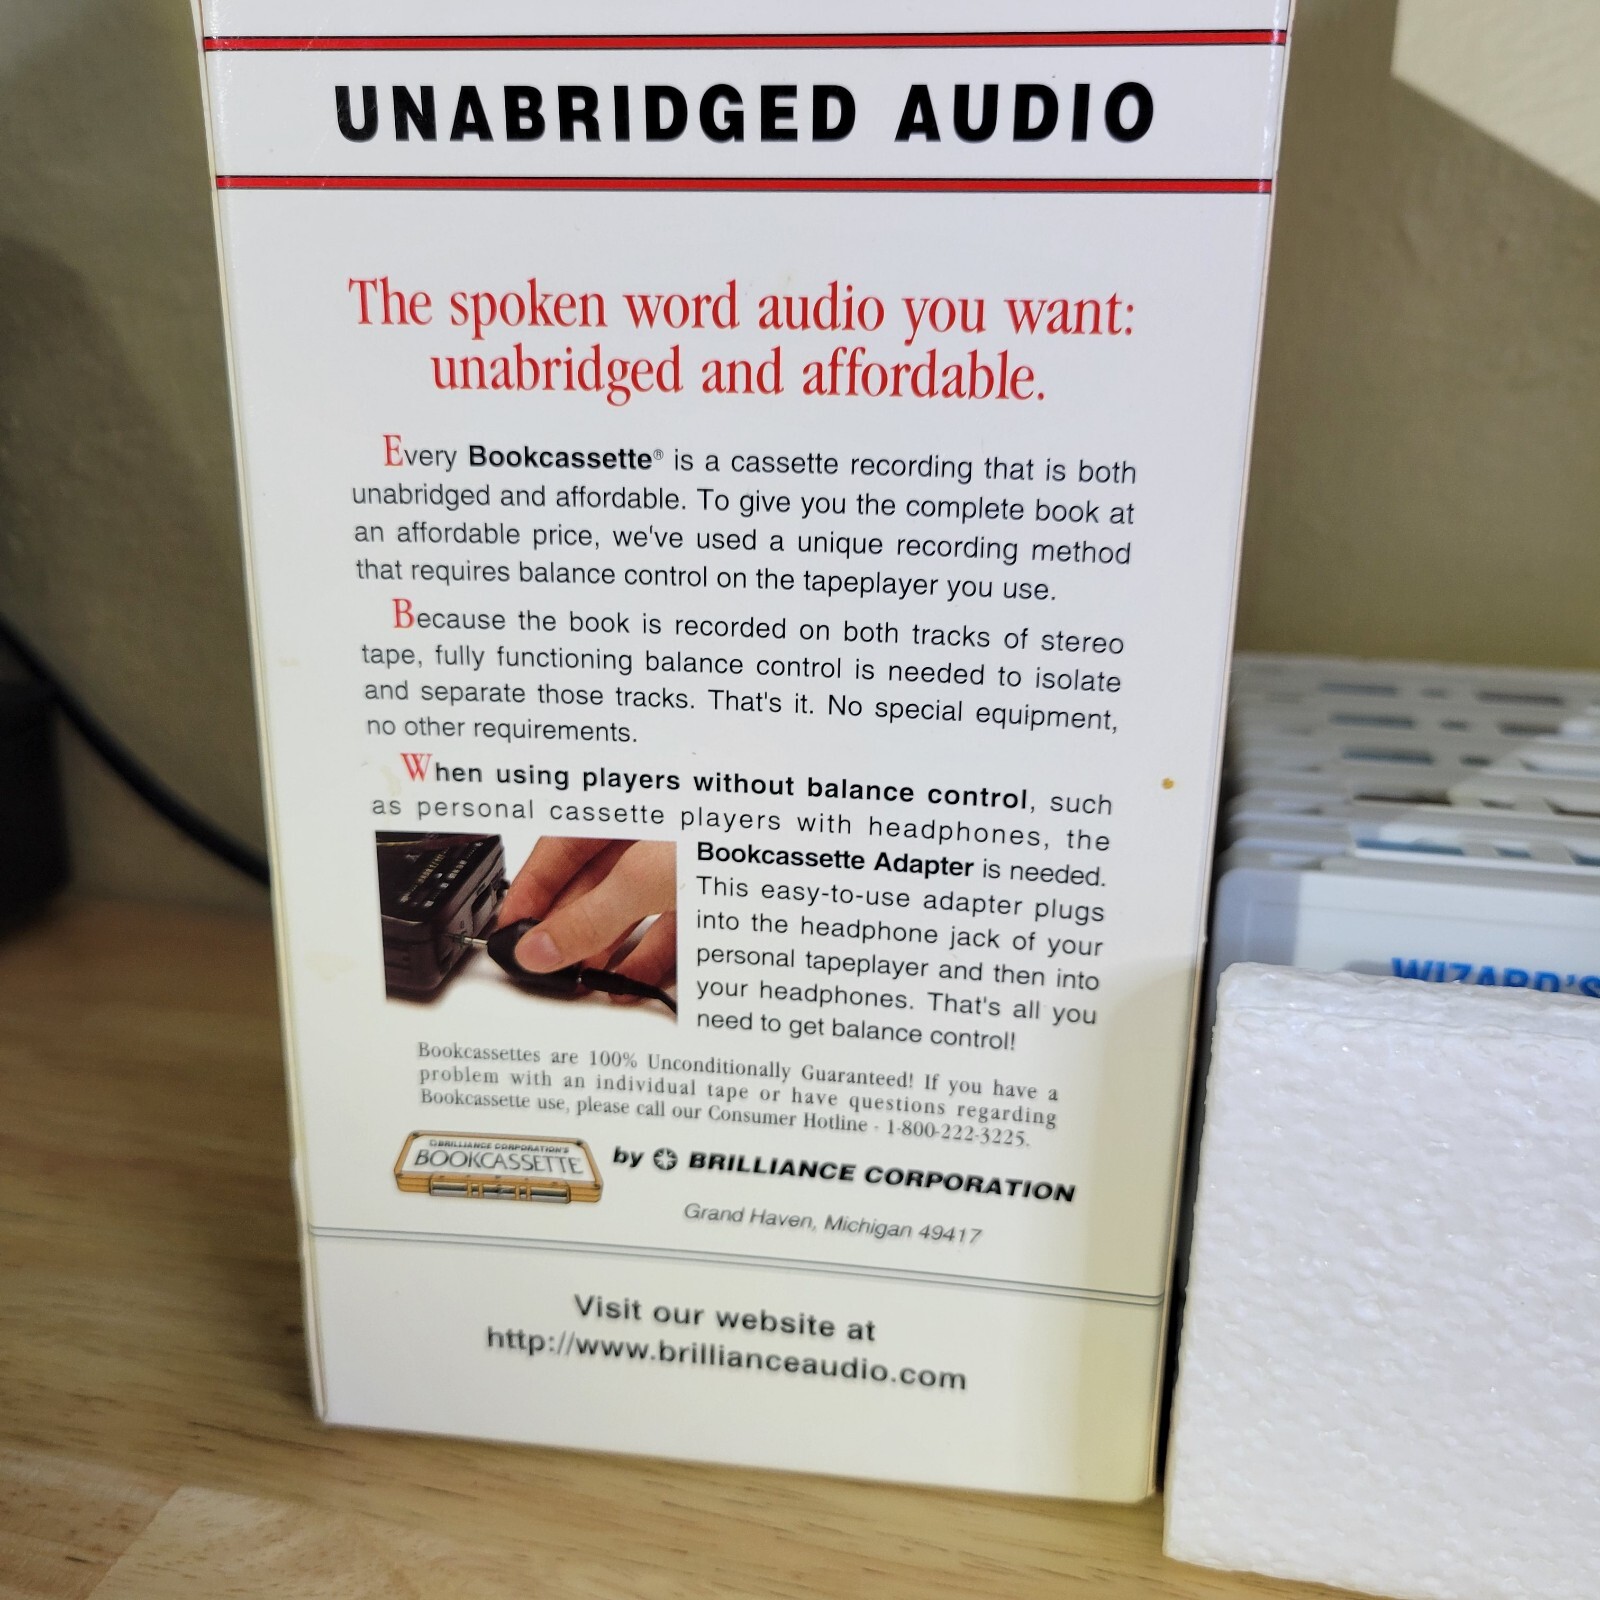 UNABRIDGED AUDIO
The spoken word audio you want:
unabridged and affordable.
Every Bookcassette® is a cassette recording that is both
unabridged and affordable. To give you the complete book at
an affordable price, we've used a unique recording method
that requires balance control on the tapeplayer you use.
Because the book is recorded on both tracks of stereo
tape, fully functioning balance control is needed to isolate
and separate those tracks. That's it. No special equipment,
no other requirements.
When using players without balance control, such
as personal cassette players with headphones, the
Bookcassette Adapter is needed.
This easy-to-use adapter plugs
into the headphone jack of your
personal tapeplayer and then into
your headphones. That's all you
need to get balance control!
Bookcassettes are 100% Unconditionally Guaranteed! If you have a
problem with an individual tape or have questions regarding
Bookcassette use, please call our Consumer Hotline - 1-800-222-3225.
BRILLIANCE CORPORATION'S
BOOKCASSETTE
by BRILLIANCE CORPORATION
Grand Haven, Michigan 49417
Visit our website at
http://www.brillianceaudio.com
WIZARD'S